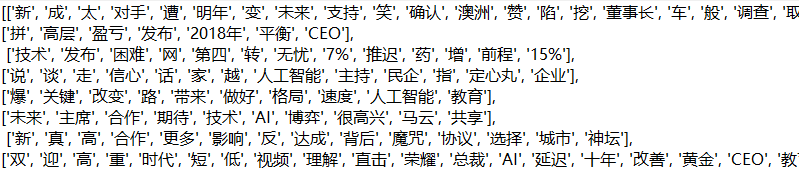 [['新', '成', '太', '对手', '遭', '明年', '变', '未来', '支持', '笑', '确认', '澳洲', '赞', '陷', '挖', '董事长', '车', '般', '调查',
['拼', '高层', '盈亏', '发布', '2018年', '平衡', 'CEO'],
['技术', '发布', '困难', '网', '第四', '转', '无忧', '7%', '推迟', '药', '增', '前程', '15%'],
['说', '谈', '走', '信心', '话', '家', '越', '人工智能', '主持', '民企', '指', '定心丸', '企业'],
['爆', '关键', '改变', '路', '带来', '做好', '格局', '速度', '人工智能', '教育'],
['未来', '主席', '合作', '期待', '技术', 'AI', '博弈', '很高兴', '马云', '共享'],
['新', '真', '高', '合作', '更多', '影响', '反', '达成', '背后', '魔咒', '协议', '选择', '城市', '神坛'],
['双', '迎', '高', '重', '时代', '短', '低', '视频', '理解', '直击', '荣耀', '总裁', 'AI', '延迟', '十年', '改善', '黄金', 'CEO',